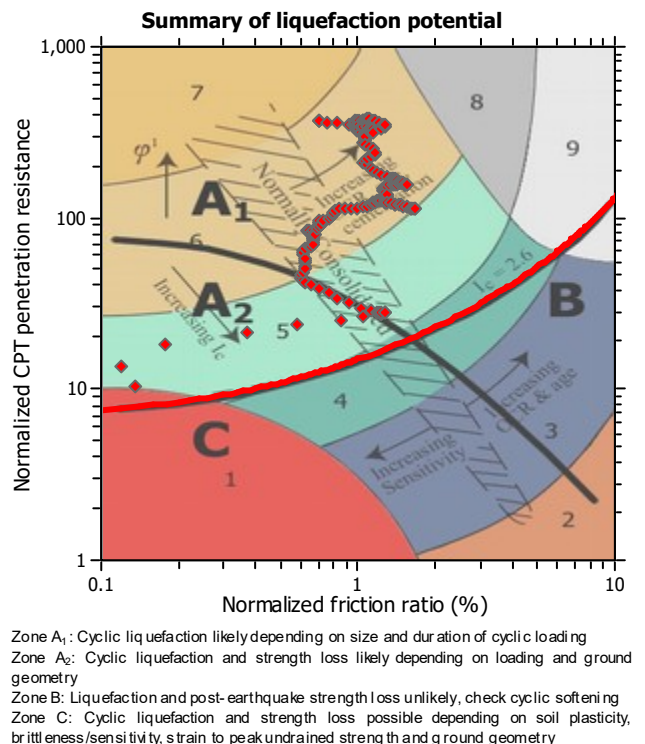 Summary of liquefaction potential
Normalized CPT penetration resistance
1,000
100
10
1
7
8
9
φ'
A1
Normally Consolidated
Increasing
cementation
6
A2
Increasing Ic
5
Ic = 2.6
B
4
C
1
Increasing
Sensitivity
Increasing
OCR & age
3
2
0.1
1
10
Normalized friction ratio (%)
Zone A1: Cyclic liquefaction likely depending on size and duration of cyclic loading
Zone A2: Cyclic liquefaction and strength loss likely depending on loading and ground
geometry
Zone B: Liquefaction and post-earthquake strength loss unlikely, check cyclic softening
Zone C: Cyclic liquefaction and strength loss possible depending on soil plasticity,
brittleness/sensitivity, strain to peak undrained strength and ground geometry